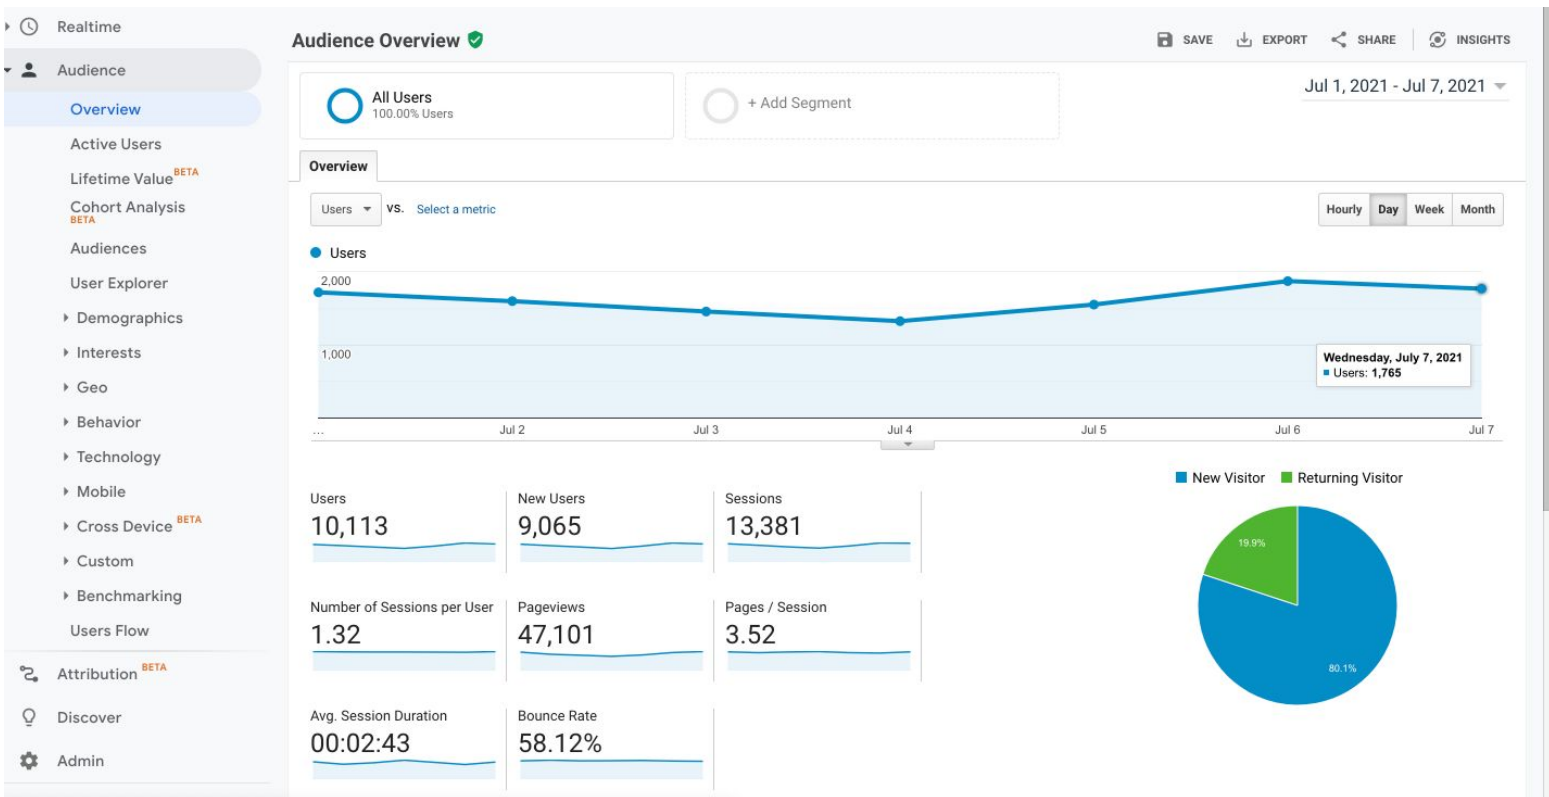 Realtime
Audience
Overview
Active Users
Lifetime Value BETA
Cohort Analysis
BETA
Audiences
User Explorer
Demographics
Interests
Geo
Behavior
Technology
Mobile
Cross Device BETA
Custom
Benchmarking
Users Flow
Attribution BETA
Discover
Admin
Audience Overview
SAVE EXPORT SHARE INSIGHTS
All Users
100.00% Users
+ Add Segment
Jul 1, 2021 - Jul 7, 2021
Overview
Users VS. Select a metric
Hourly Day Week Month
Users
2,000
1,000
Wednesday, July 7, 2021
Users: 1,765
... Jul 2 Jul 3 Jul 4 Jul 5 Jul 6 Jul 7
Users
10,113
New Users
9,065
Sessions
13,381
Number of Sessions per User
1.32
Pageviews
47,101
Pages / Session
3.52
Avg. Session Duration
00:02:43
Bounce Rate
58.12%
New Visitor Returning Visitor
19.9%
80.1%